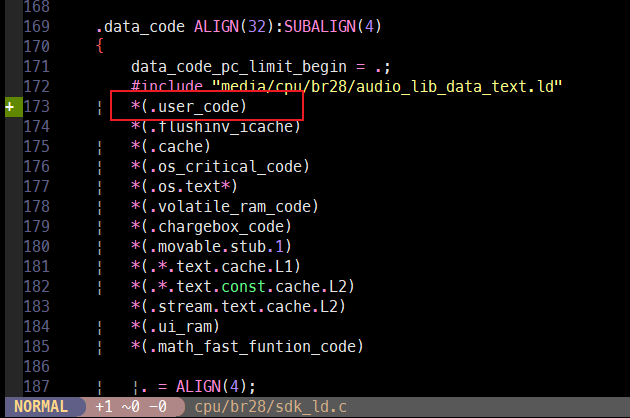 168
169 .data_code ALIGN(32):SUBALIGN(4)
170 {
171 data_code_pc_limit_begin = .;
172 #include "media/cpu/br28/audio_lib_data_text.ld"
+ 173 ¦ *(.user_code)
174 *(.flushinv_icache)
175 ¦ *(.cache)
176 ¦ *(.os_critical_code)
177 ¦ *(.os.text*)
178 ¦ *(.volatile_ram_code)
179 ¦ *(.chargebox_code)
180 ¦ *(.movable.stub.1)
181 ¦ *(.*.text.cache.L1)
182 ¦ *(.*.text.const.cache.L2)
183 *(.stream.text.cache.L2)
184 ¦ *(.ui_ram)
185 ¦ *(.math_fast_funtion_code)
186
187 ¦ ¦. = ALIGN(4);
NORMAL +1 ~0 −0 cpu/br28/sdk_ld.c